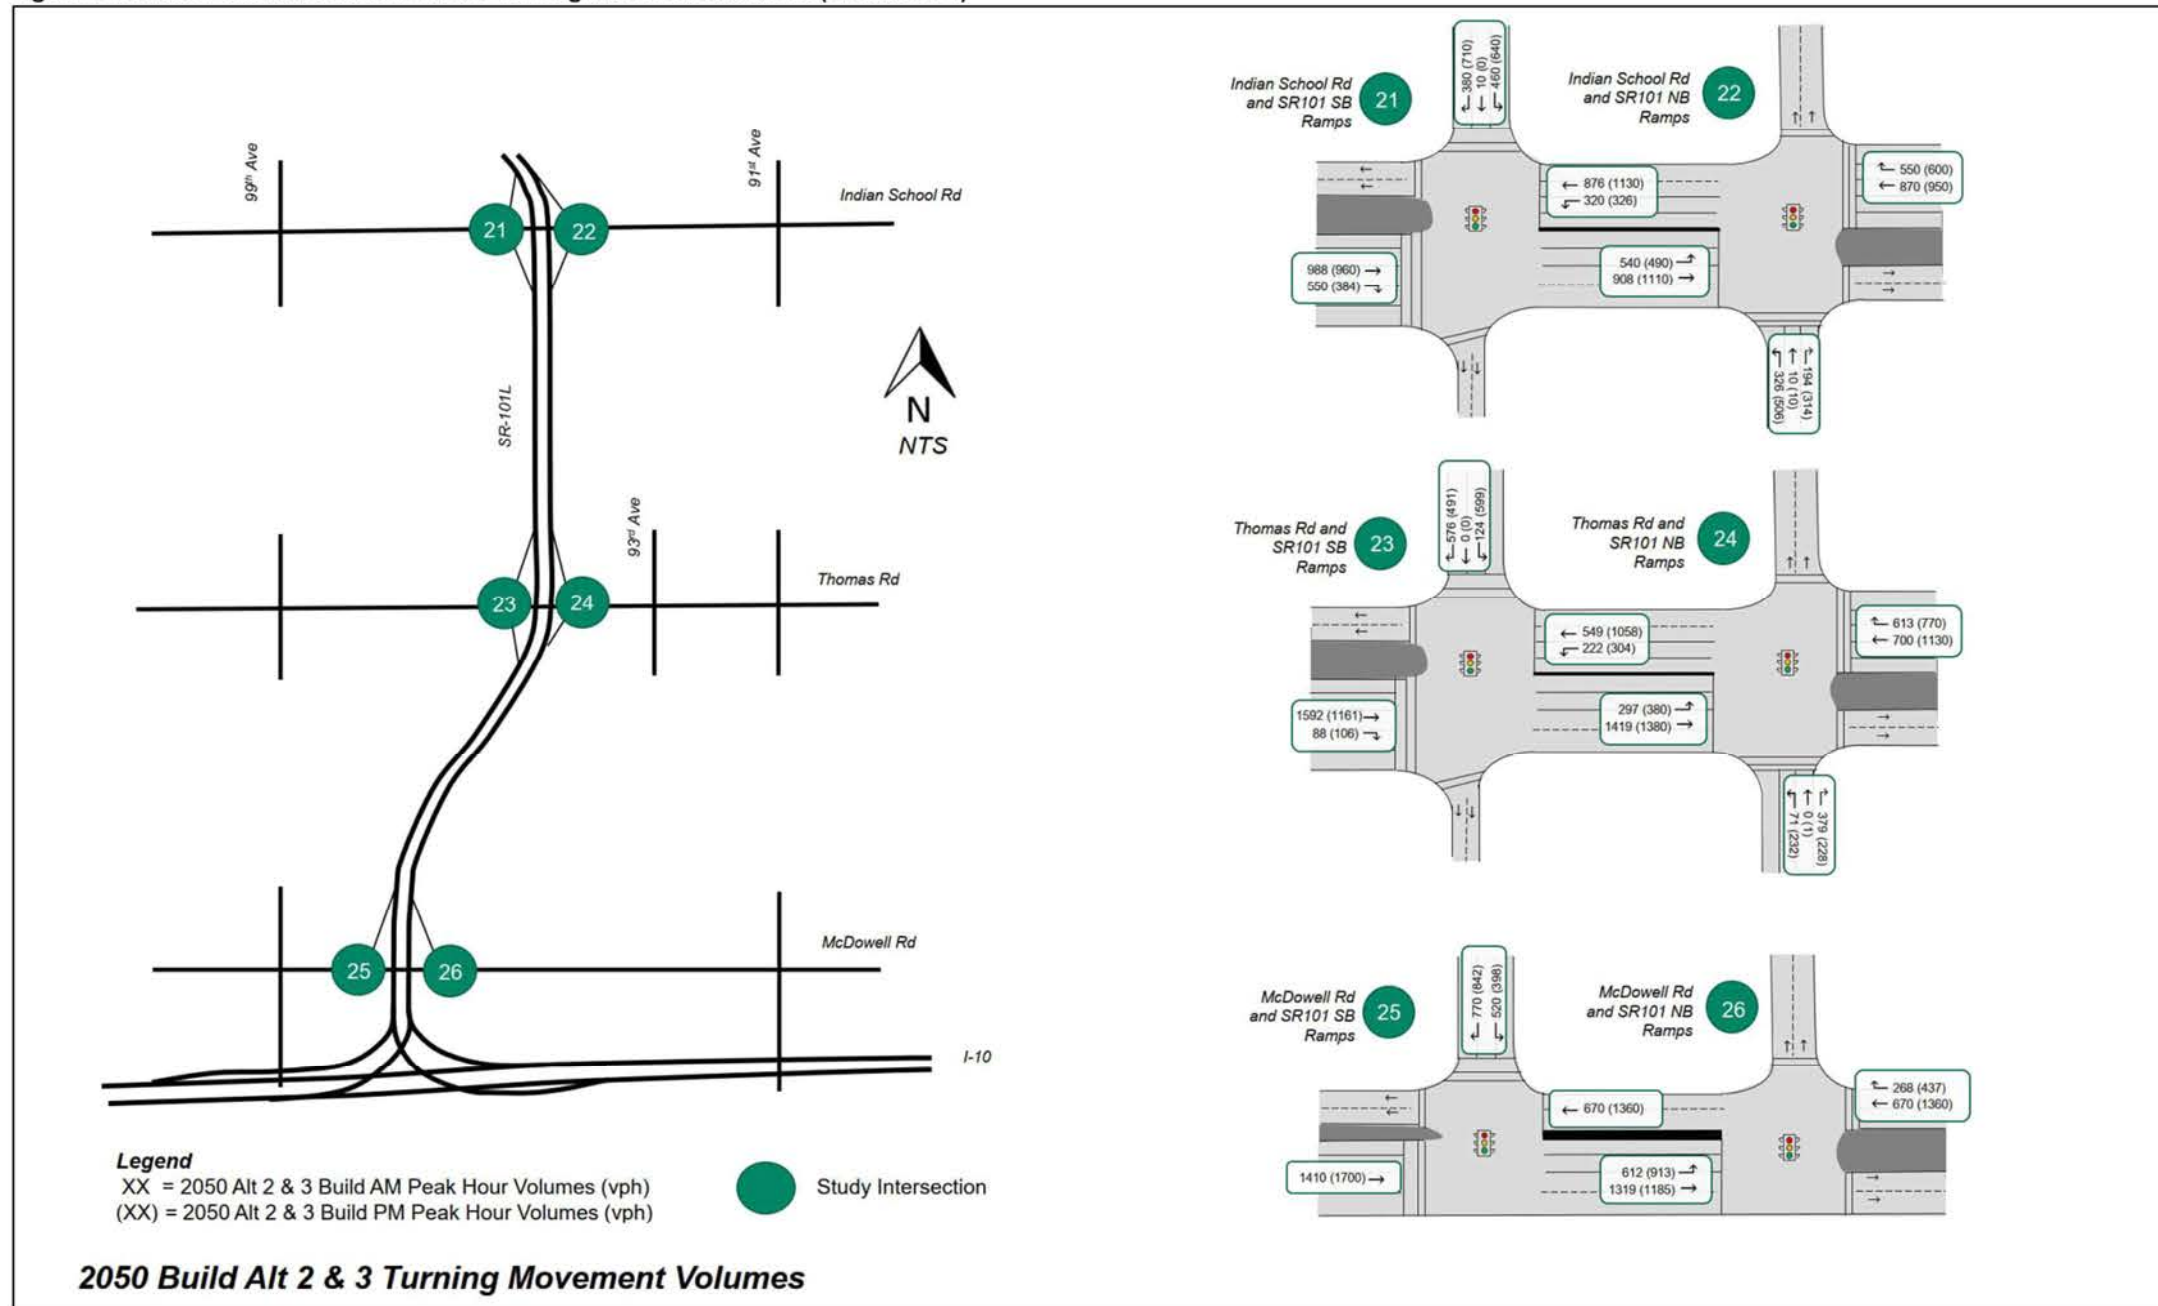 99th Ave
91st Ave
Indian School Rd
21
22
SR-101L
N
NTS
93rd Ave
Thomas Rd
23
24
McDowell Rd
25
26
I-10
Legend
XX = 2050 Alt 2 & 3 Build AM Peak Hour Volumes (vph)
(XX) = 2050 Alt 2 & 3 Build PM Peak Hour Volumes (vph)
Study Intersection
2050 Build Alt 2 & 3 Turning Movement Volumes
Indian School Rd
and SR101 SB
Ramps
21
380 (710)
10 (0)
460 (640)
876 (1130)
320 (326)
988 (960)
550 (384)
Indian School Rd
and SR101 NB
Ramps
22
550 (600)
870 (950)
540 (490)
908 (1110)
326 (506)
10 (10)
194 (314)
Thomas Rd and
SR101 SB
Ramps
23
576 (491)
0 (0)
124 (599)
549 (1058)
222 (304)
1592 (1161)
88 (106)
Thomas Rd and
SR101 NB
Ramps
24
613 (770)
700 (1130)
297 (380)
1419 (1380)
71 (232)
0 (1)
379 (228)
McDowell Rd
and SR101 SB
Ramps
25
770 (842)
520 (398)
670 (1360)
1410 (1700)
McDowell Rd
and SR101 NB
Ramps
26
268 (437)
670 (1360)
612 (913)
1319 (1185)